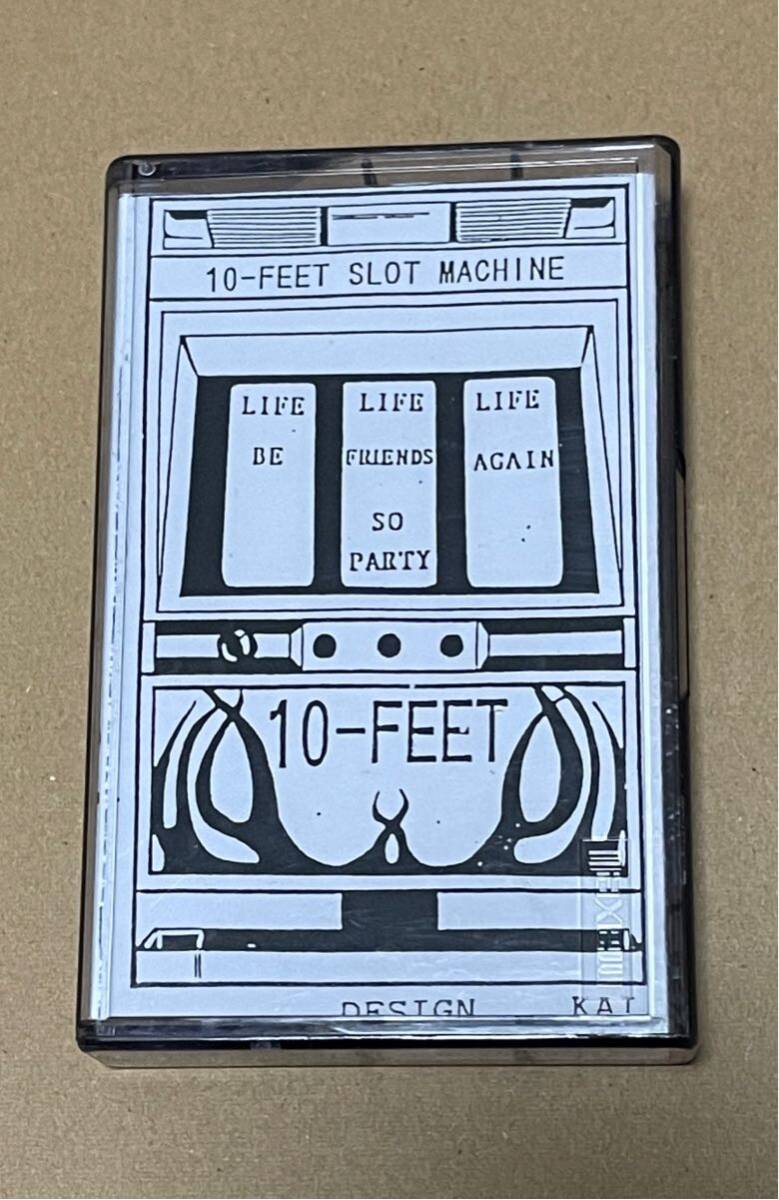 10-FEET SLOT MACHINE
LIFE LIFE LIFE
BE FRIENDS AGAIN
SO
PARTY
10-FEET
maxell
DESIGN KAI